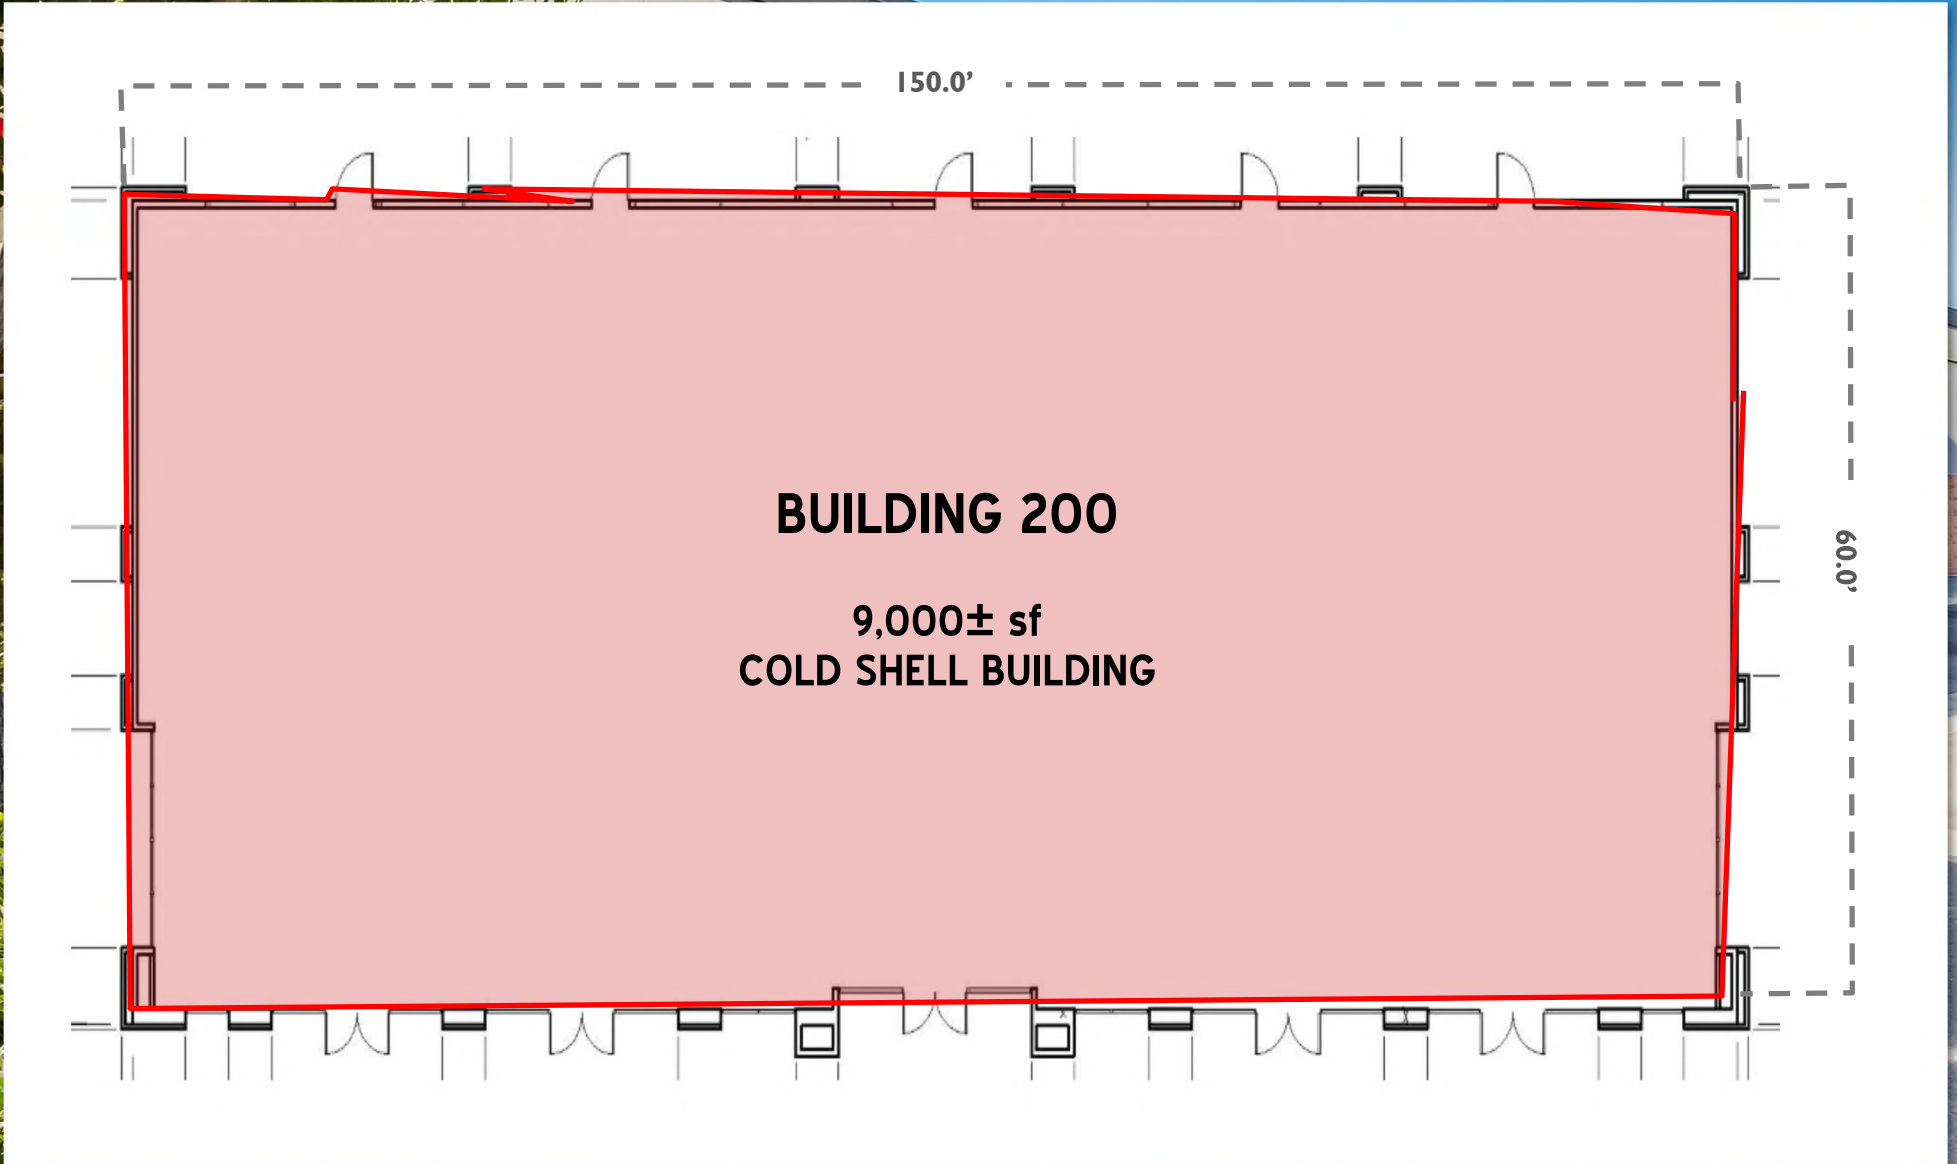 150.0’
BUILDING 200
60.0’
9,000± sf
COLD SHELL BUILDING